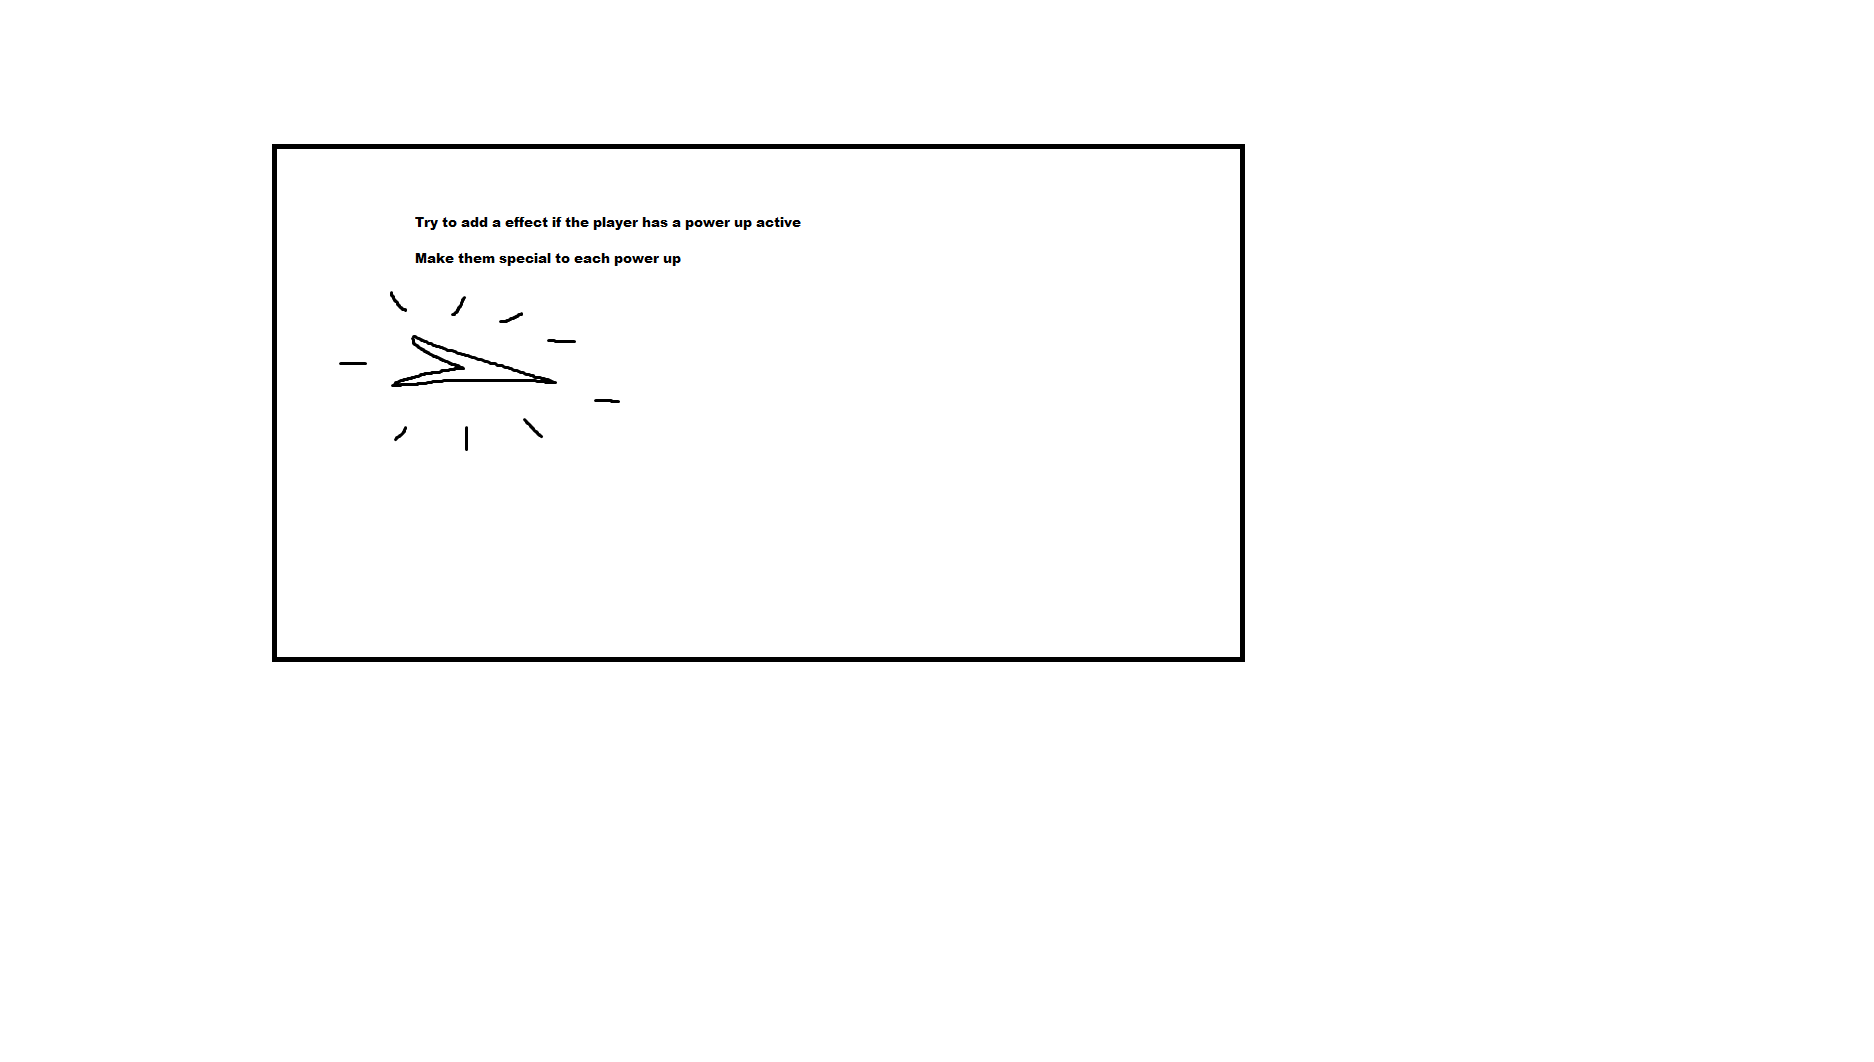 Try to add a effect if the player has a power up active
Make them special to each power up